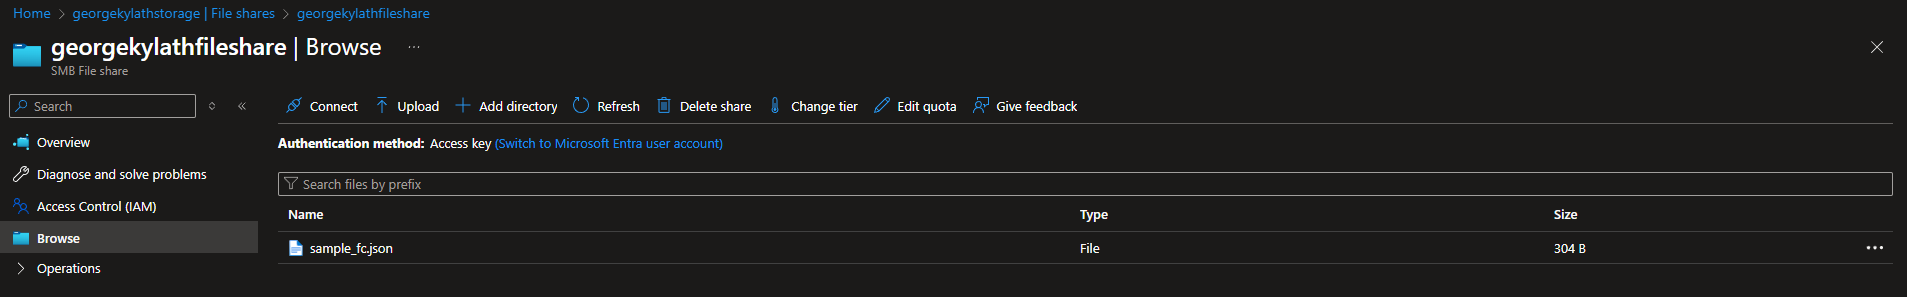 Home > georgekylathstorage | File shares > georgekylathfileshare
georgekylathfileshare | Browse ...
SMB File share
Search
Connect Upload Add directory Refresh Delete share Change tier Edit quota Give feedback
Overview
Diagnose and solve problems
Access Control (IAM)
Browse
Operations
Authentication method: Access key (Switch to Microsoft Entra user account)
Search files by prefix
Name Type Size
sample_fc.json File 304 B